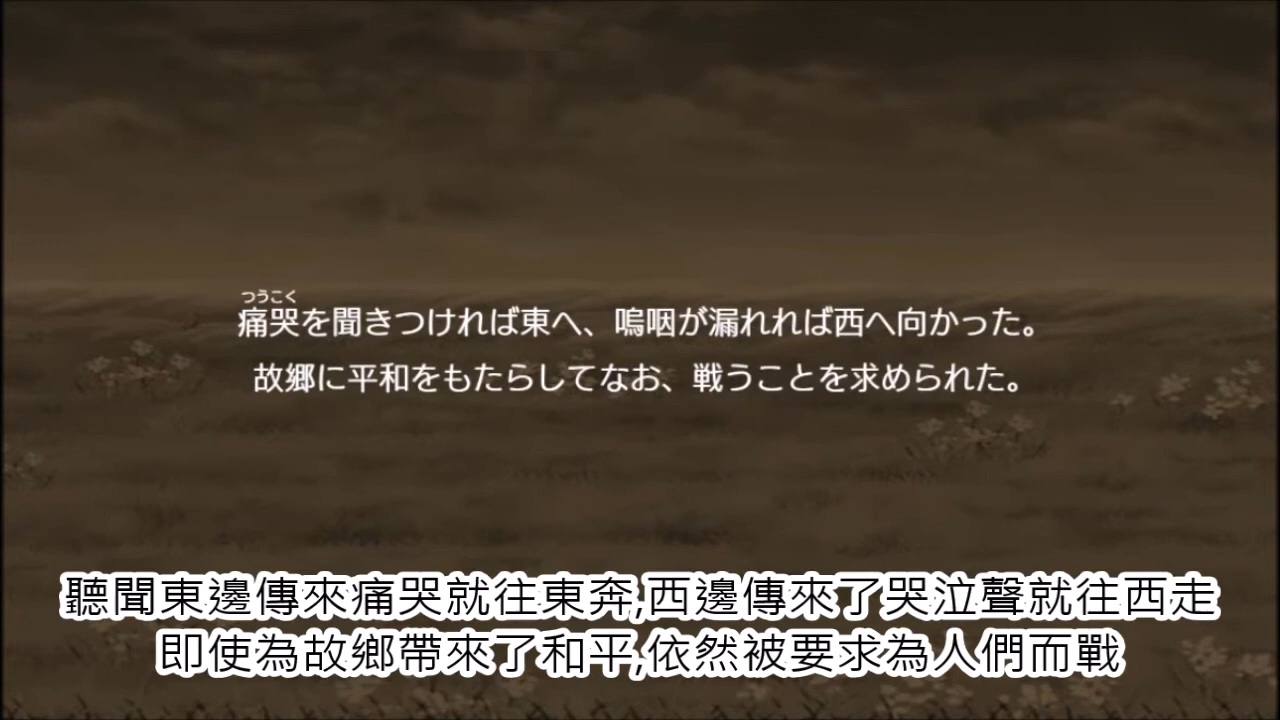 つうこく
痛哭を聞きつければ東へ、嗚咽が漏れれば西へ向かった。
故郷に平和をもたらしてなお、戦うことを求められた。
聽聞東邊傳來痛哭就往東奔,西邊傳來了哭泣聲就往西走
即使為故鄉帶來了和平,依然被要求為人們而戰